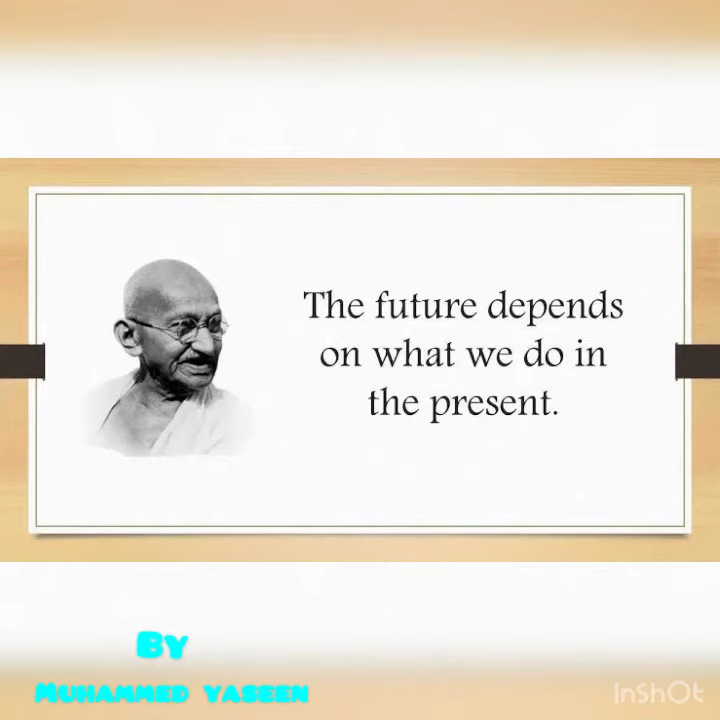 The future depends
on what we do in
the present.
By
Muhammed yaseen
InShOt